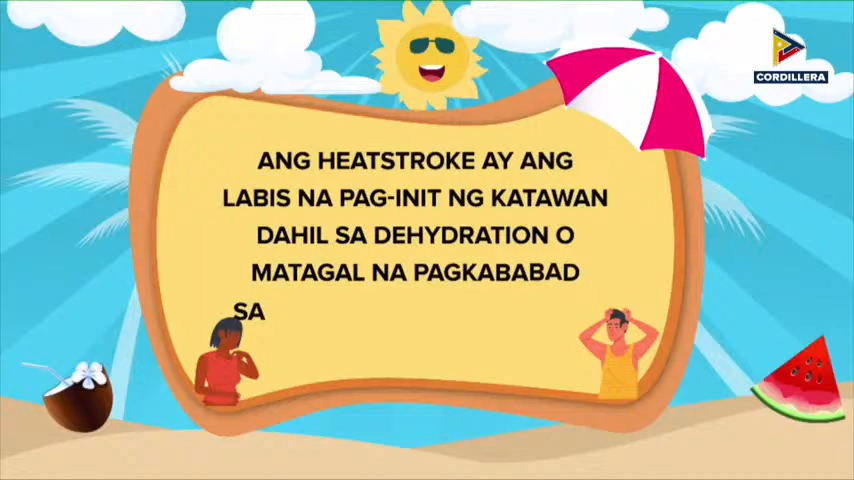 CORDILLERA
ANG HEATSTROKE AY ANG
LABIS NA PAG-INIT NG KATAWAN
DAHIL SA DEHYDRATION O
MATAGAL NA PAGKABABAD
SA